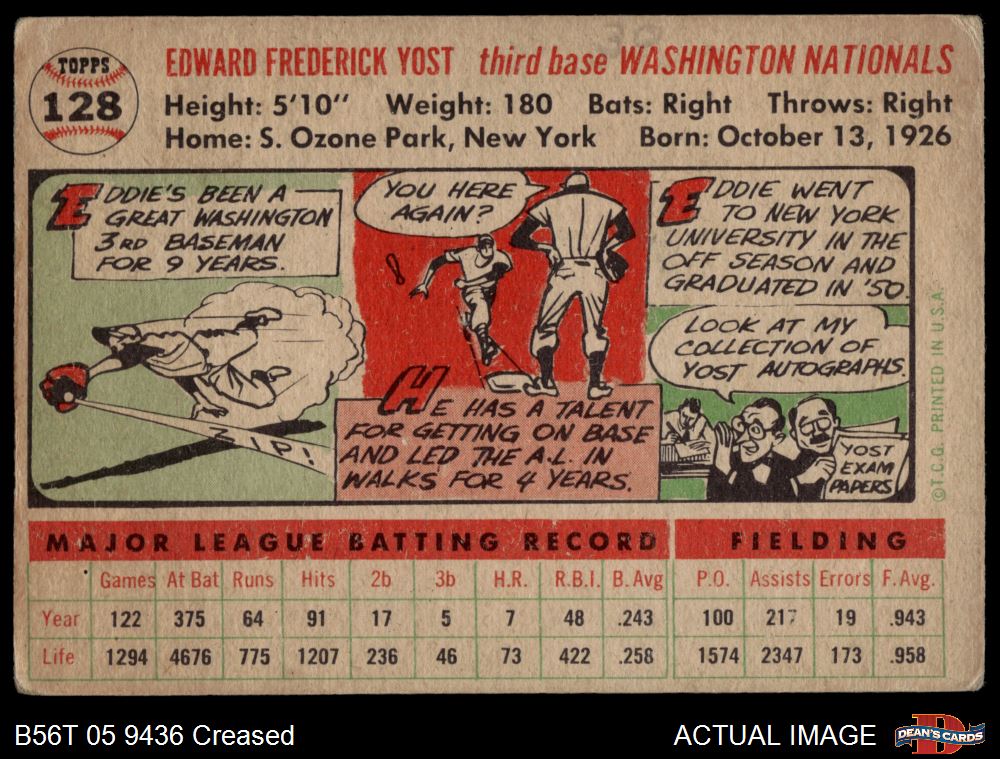 TOPPS
128
EDWARD FREDERICK YOST third base WASHINGTON NATIONALS
Height: 5'10" Weight: 180 Bats: Right Throws: Right
Home: S. Ozone Park, New York Born: October 13, 1926
EDDIE'S BEEN A
GREAT WASHINGTON
3RD BASEMAN
FOR 9 YEARS.
ZIP!
YOU HERE
AGAIN?
!
HE HAS A TALENT
FOR GETTING ON BASE
AND LED THE A.L. IN
WALKS FOR 4 YEARS.
EDDIE WENT
TO NEW YORK
UNIVERSITY IN THE
OFF SEASON AND
GRADUATED IN '50.
LOOK AT MY
COLLECTION OF
YOST AUTOGRAPHS.
YOST
EXAM
PAPERS
©T.C.G. PRINTED IN U.S.A.
MAJOR LEAGUE BATTING RECORD FIELDING
Games At Bat Runs Hits 2b 3b H.R. R.B.I. B. Avg P.O. Assists Errors F. Avg.
Year 122 375 64 91 17 5 7 48 .243 100 217 19 .943
Life 1294 4676 775 1207 236 46 73 422 .258 1574 2347 173 .958
B56T 05 9436 Creased ACTUAL IMAGE
D
DEAN'S CARDS